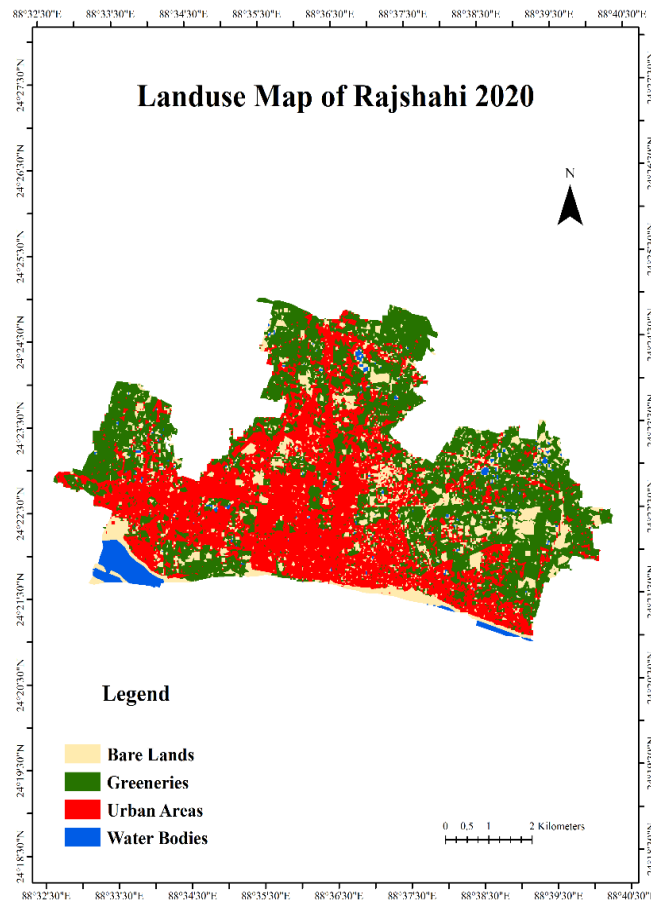 88°32'30"E 88°33'30"E 88°34'30"E 88°35'30"E 88°36'30"E 88°37'30"E 88°38'30"E 88°39'30"E 88°40'30"E
Landuse Map of Rajshahi 2020
N
24°27'30"N
24°26'30"N
24°25'30"N
24°24'30"N
24°23'30"N
24°22'30"N
24°21'30"N
24°20'30"N
24°19'30"N
24°18'30"N
Legend
Bare Lands
Greeneries
Urban Areas
Water Bodies
0 0.5 1 2 Kilometers
88°32'30"E 88°33'30"E 88°34'30"E 88°35'30"E 88°36'30"E 88°37'30"E 88°38'30"E 88°39'30"E 88°40'30"E